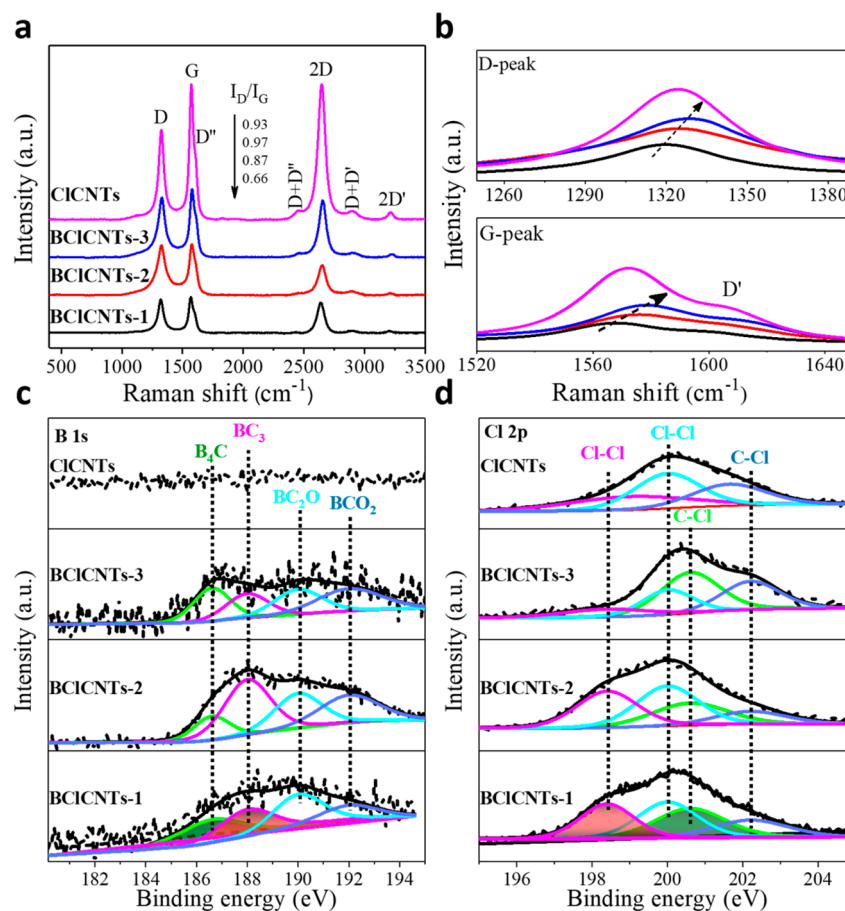 a
D
G
D"
I_D/I_G
0.93
0.97
0.87
0.66
2D
D+D"
D+D'
2D'
ClCNTs
BClCNTs-3
BClCNTs-2
BClCNTs-1
Intensity (a.u.)
500 1000 1500 2000 2500 3000 3500
Raman shift (cm⁻¹)
b
D-peak
1260 1290 1320 1350 1380
G-peak
D'
Intensity (a.u.)
1520 1560 1600 1640
Raman shift (cm⁻¹)
c
B 1s
ClCNTs
B₄C
BC₃
BC₂O
BCO₂
BClCNTs-3
BClCNTs-2
BClCNTs-1
Intensity (a.u.)
182 184 186 188 190 192 194
Binding energy (eV)
d
Cl 2p
ClCNTs
Cl-Cl
Cl-Cl
C-Cl
C-Cl
BClCNTs-3
BClCNTs-2
BClCNTs-1
Intensity (a.u.)
196 198 200 202 204
Binding energy (eV)